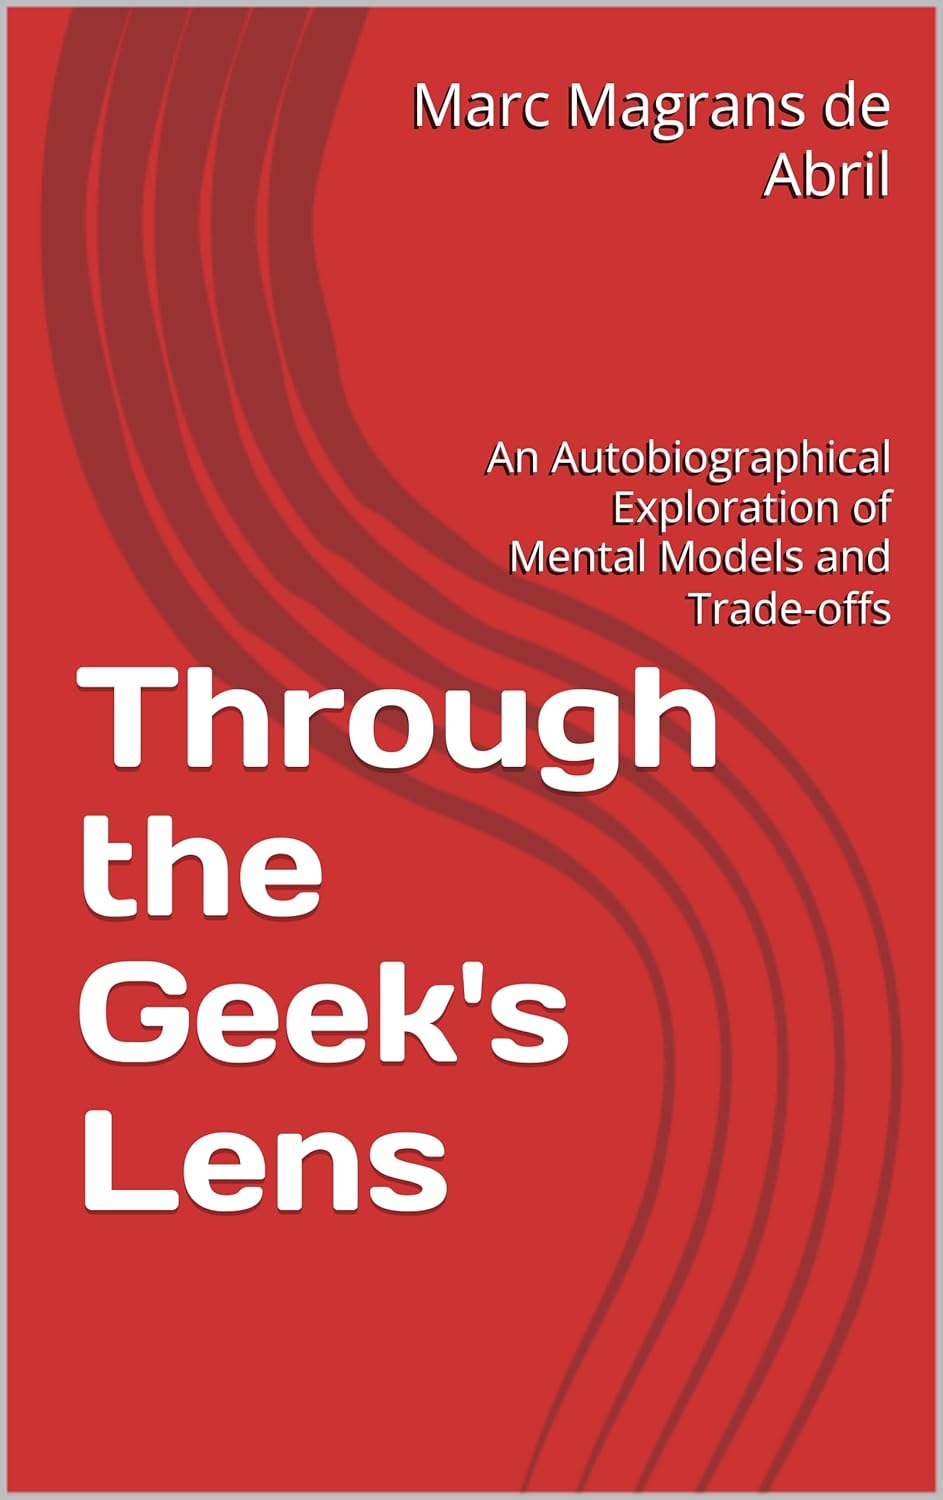 Marc Magrans de
Abril
An Autobiographical
Exploration of
Mental Models and
Trade-offs
Through
the
Geek's
Lens